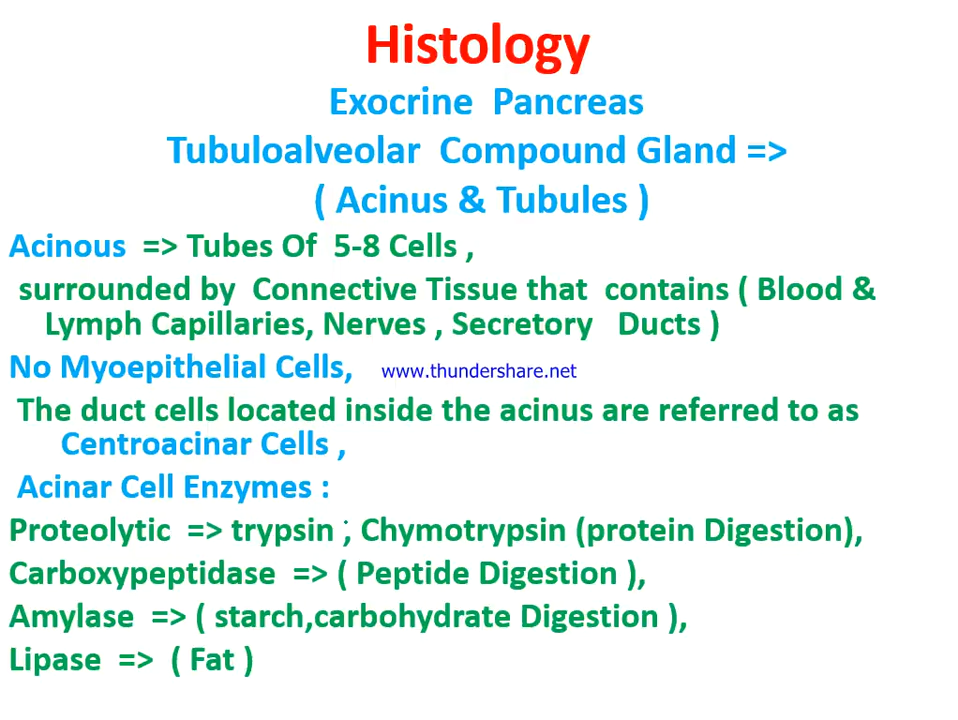 Histology
Exocrine Pancreas
Tubuloalveolar Compound Gland =>
( Acinus & Tubules )
Acinous => Tubes Of 5-8 Cells ,
surrounded by Connective Tissue that contains ( Blood &
Lymph Capillaries, Nerves , Secretory Ducts )
No Myoepithelial Cells, www.thundershare.net
The duct cells located inside the acinus are referred to as
Centroacinar Cells ,
Acinar Cell Enzymes :
Proteolytic => trypsin ; Chymotrypsin (protein Digestion),
Carboxypeptidase => ( Peptide Digestion ),
Amylase => ( starch,carbohydrate Digestion ),
Lipase => ( Fat )